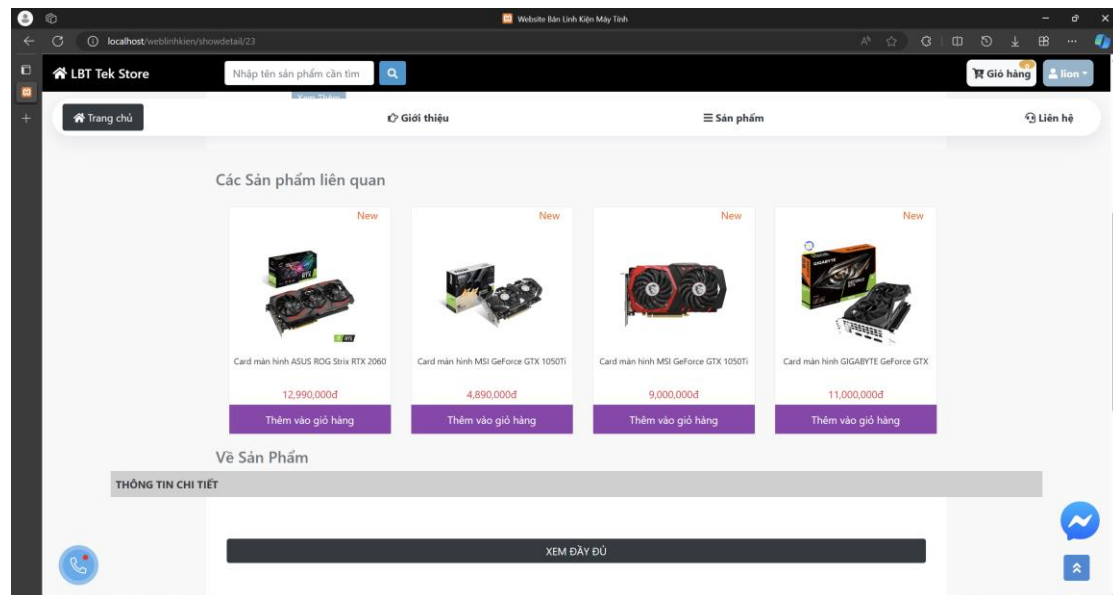 Website Bán Linh Kiện Máy Tính
localhost/weblinhkien/showdetail/23
LBT Tek Store
Nhập tên sản phẩm cần tìm
Giỏ hàng
0
lion
Xem Thêm
Trang chủ
Giới thiệu
Sản phẩm
Liên hệ
Các Sản phẩm liên quan
New
New
New
New
Card màn hình ASUS ROG Strix RTX 2060
Card màn hình MSI GeForce GTX 1050Ti
Card màn hình MSI GeForce GTX 1050Ti
Card màn hình GIGABYTE GeForce GTX
12,990,000đ
4,890,000đ
9,000,000đ
11,000,000đ
Thêm vào giỏ hàng
Thêm vào giỏ hàng
Thêm vào giỏ hàng
Thêm vào giỏ hàng
Về Sản Phẩm
THÔNG TIN CHI TIẾT
XEM ĐẦY ĐỦ